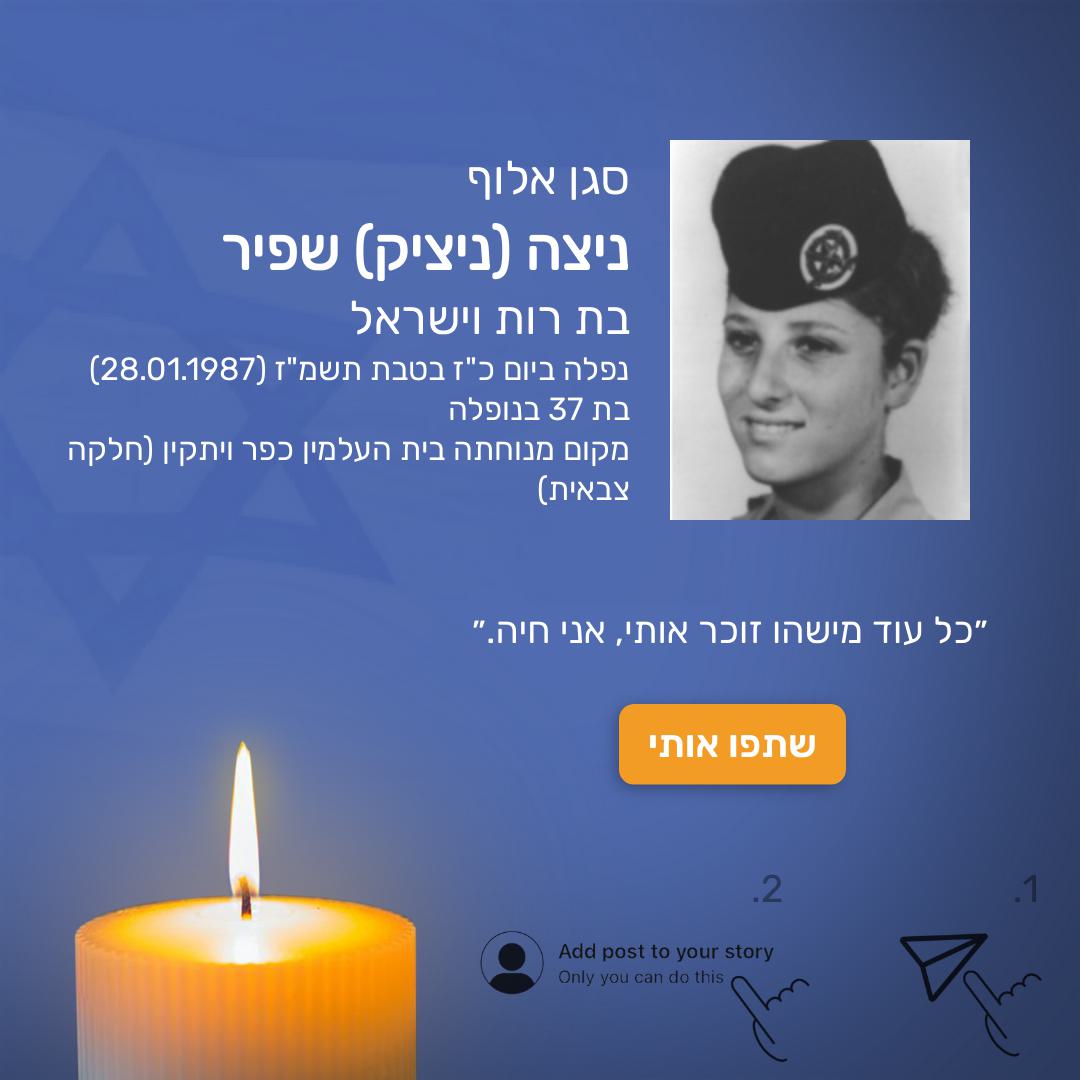 סגן אלוף
ניצה (ניציק) שפיר
בת רות וישראל
נפלה ביום כ"ז בטבת תשמ"ז (28.01.1987)
בת 37 בנופלה
מקום מנוחתה בית העלמין כפר ויתקין (חלקה
צבאית)
״כל עוד מישהו זוכר אותי, אני חיה.״
שתפו אותי
.1
.2
Add post to your story
Only you can do this